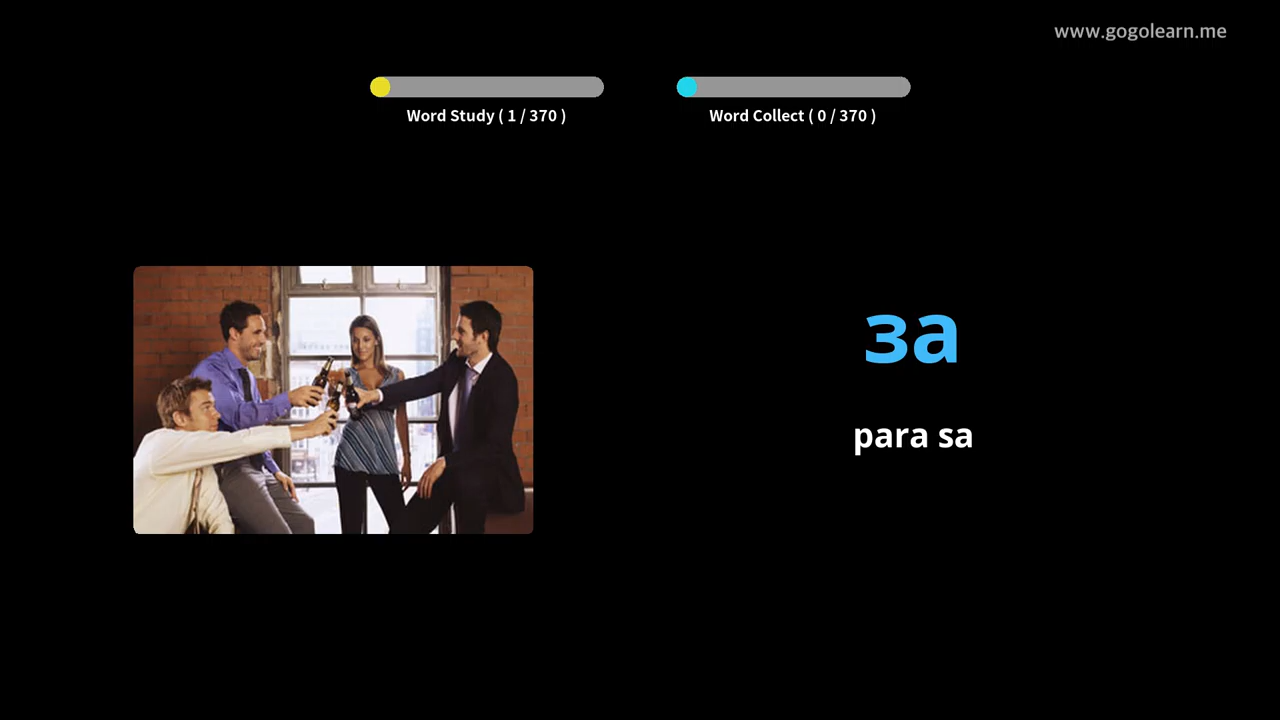 www.gogolearn.me
Word Study ( 1 / 370 )
Word Collect ( 0 / 370 )
за
para sa